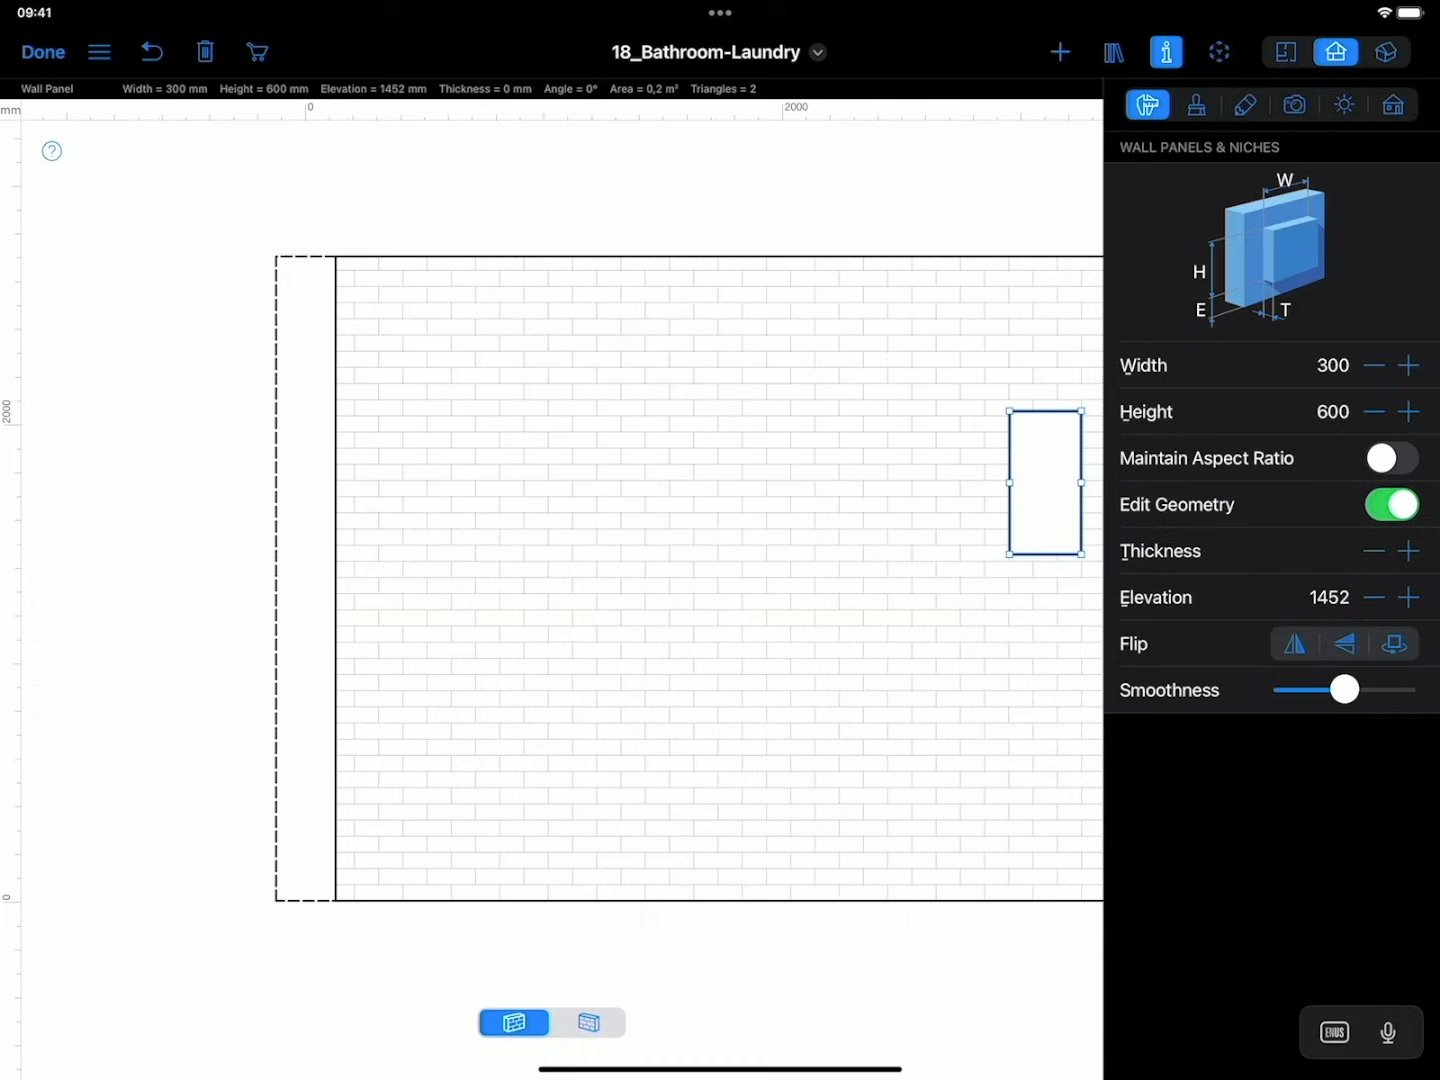 09:41
Done
18_Bathroom-Laundry
Wall Panel Width = 300 mm Height = 600 mm Elevation = 1452 mm Thickness = 0 mm Angle = 0° Area = 0,2 m² Triangles = 2
mm 0 2000
?
WALL PANELS & NICHES
W
H
E T
Width 300
Height 600
Maintain Aspect Ratio
Edit Geometry
Thickness
Elevation 1452
Flip
Smoothness
2000
0
ENUS